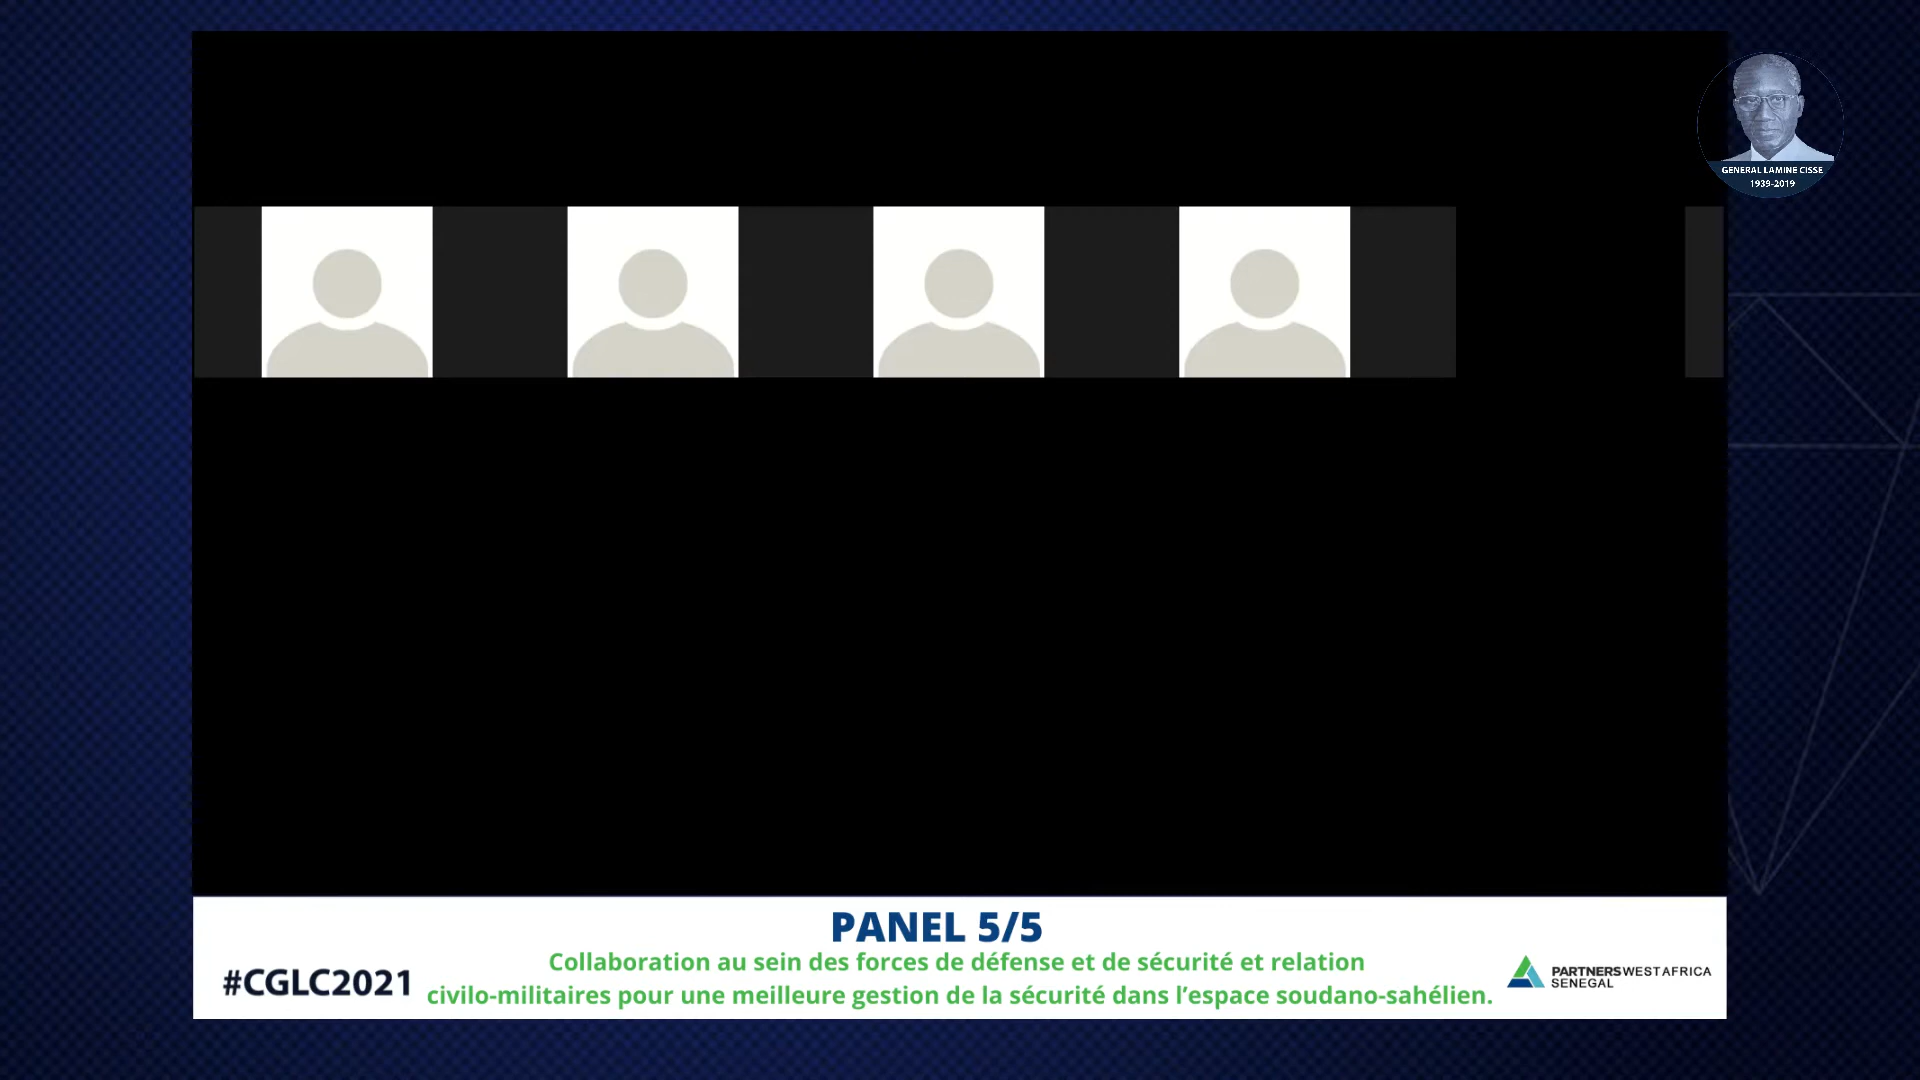 GENERAL LAMINE CISSE
1939-2019
PANEL 5/5
Collaboration au sein des forces de défense et de sécurité et relation
civilo-militaires pour une meilleure gestion de la sécurité dans l'espace soudano-sahélien.
#CGLC2021
PARTNERS WEST AFRICA
SENEGAL